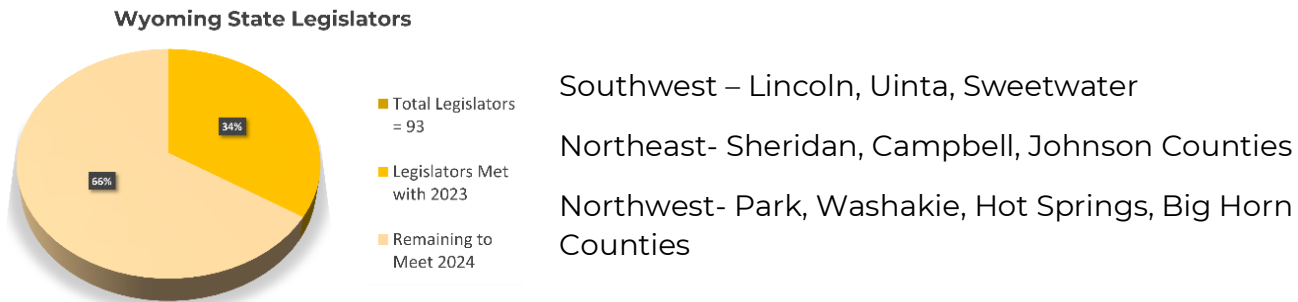 Wyoming State Legislators
34%
66%
Total Legislators
= 93
Legislators Met
with 2023
Remaining to
Meet 2024
Southwest – Lincoln, Uinta, Sweetwater
Northeast- Sheridan, Campbell, Johnson Counties
Northwest- Park, Washakie, Hot Springs, Big Horn
Counties